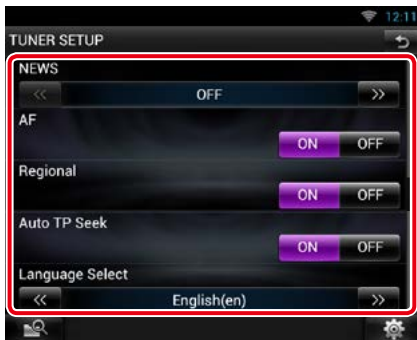 12:11
TUNER SETUP
NEWS
<< OFF >>
AF
ON OFF
Regional
ON OFF
Auto TP Seek
ON OFF
Language Select
<< English(en) >>